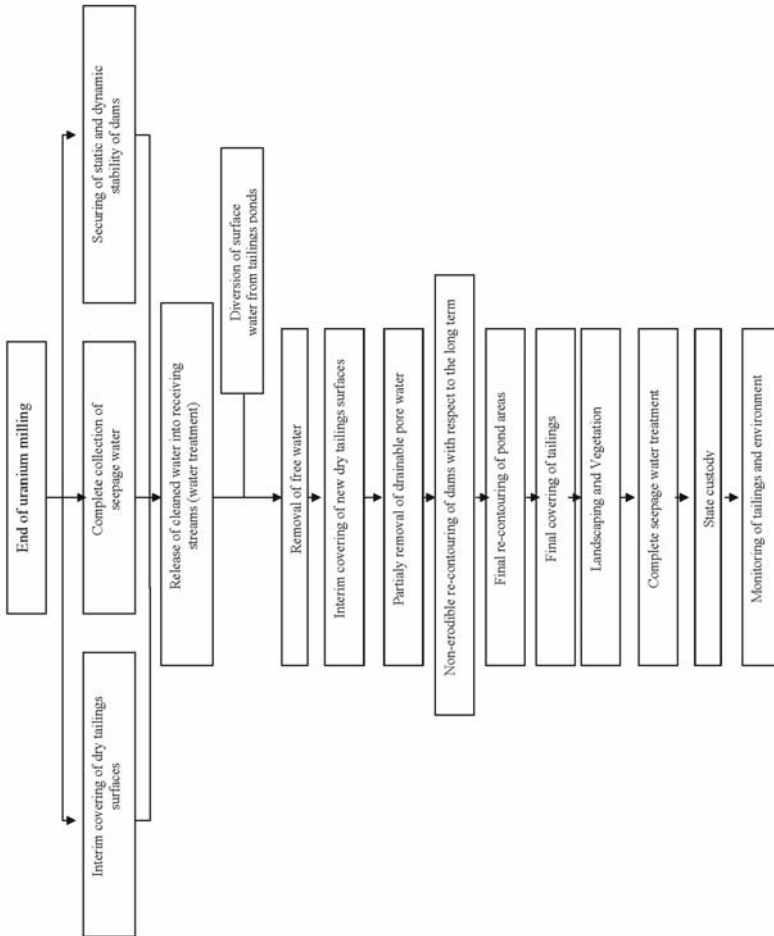 End of uranium milling
Interim covering of dry tailings
surfaces
Complete collection of
seepage water
Securing of static and dynamic
stability of dams
Release of cleaned water into receiving
streams (water treatment)
Diversion of surface
water from tailings ponds
Removal of free water
Interim covering of new dry tailings surfaces
Partialy removal of drainable pore water
Non-erodible re-contouring of dams with respect to the long term
Final re-contouring of pond areas
Final covering of tailings
Landscaping and Vegetation
Complete seepage water treatment
State custody
Monitoring of tailings and environment